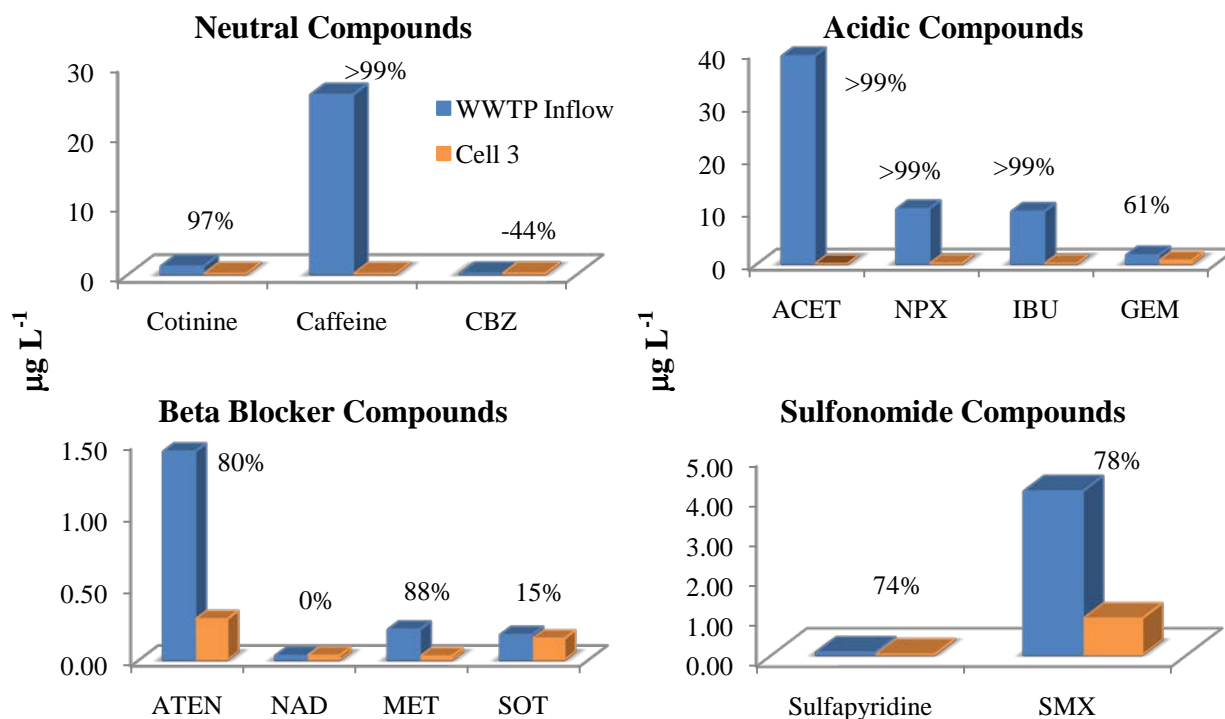 Neutral Compounds
30
20
10
0
>99%
97%
-44%
WWTP Inflow
Cell 3
Cotinine Caffeine CBZ
Acidic Compounds
40
30
20
10
0
>99%
>99%
>99%
61%
ACET NPX IBU GEM
µg L-1
µg L-1
Beta Blocker Compounds
1.50
1.00
0.50
0.00
80%
0%
88%
15%
ATEN NAD MET SOT
Sulfonomide Compounds
5.00
4.00
3.00
2.00
1.00
0.00
74%
78%
Sulfapyridine SMX